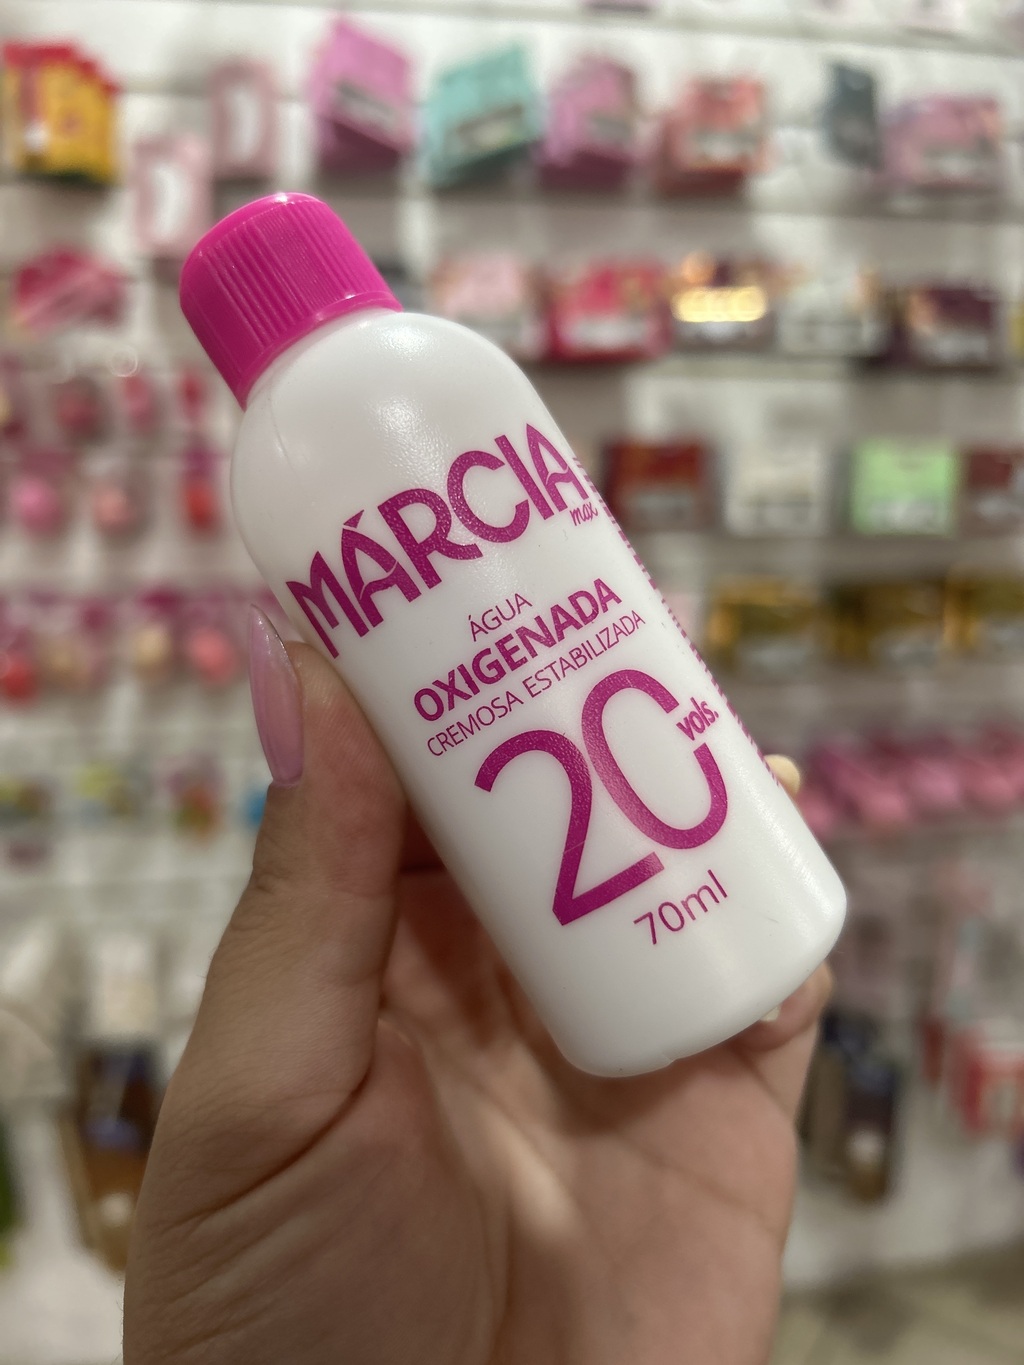 MÁRCIA
max
ÁGUA
OXIGENADA
CREMOSA ESTABILIZADA
20 vols.
70ml